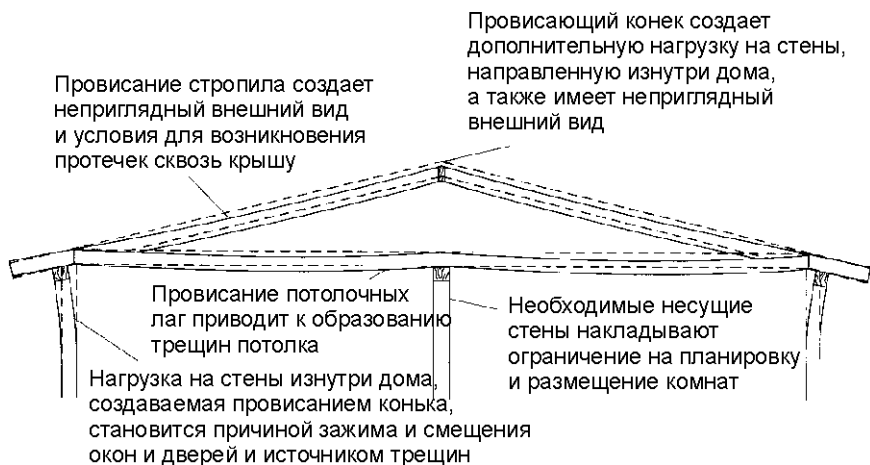 Провисающий конек создает
дополнительную нагрузку на стены,
направленную изнутри дома,
а также имеет неприглядный
внешний вид
Провисание стропила создает
неприглядный внешний вид
и условия для возникновения
протечек сквозь крышу
Провисание потолочных
лаг приводит к образованию
трещин потолка
Необходимые несущие
стены накладывают
ограничение на планировку
и размещение комнат
Нагрузка на стены изнутри дома,
создаваемая провисанием конька,
становится причиной зажима и смещения
окон и дверей и источником трещин